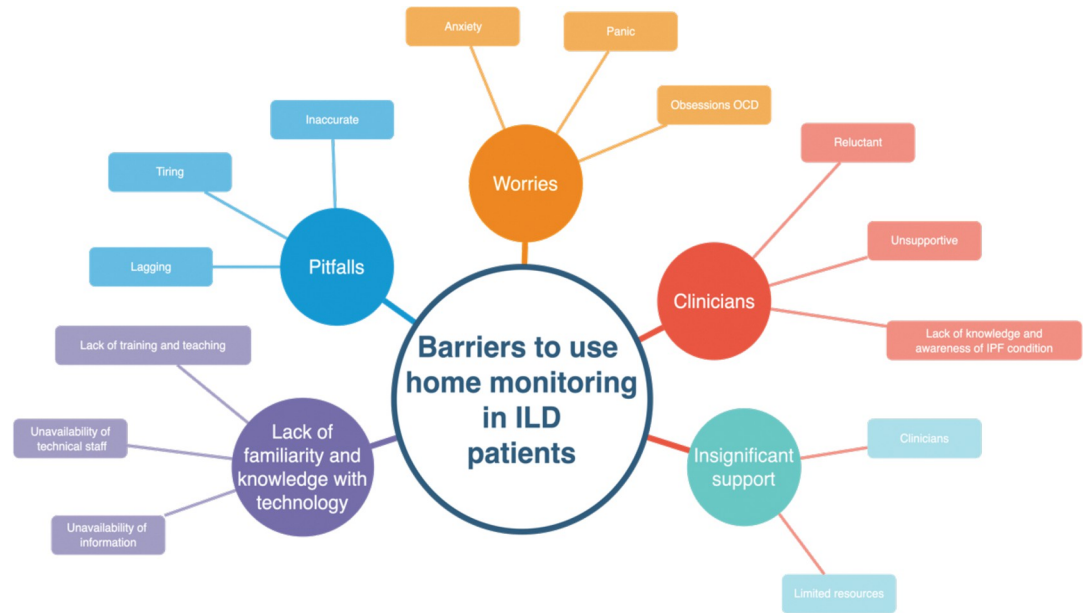 Anxiety
Panic
Obsessions OCD
Worries
Inaccurate
Tiring
Lagging
Pitfalls
Reluctant
Unsupportive
Lack of knowledge and
awareness of IPF condition
Clinicians
Barriers to use
home monitoring
in ILD
patients
Lack of training and teaching
Unavailability of
technical staff
Unavailability of
information
Lack of
familiarity and
knowledge with
technology
Insignificant
support
Clinicians
Limited resources